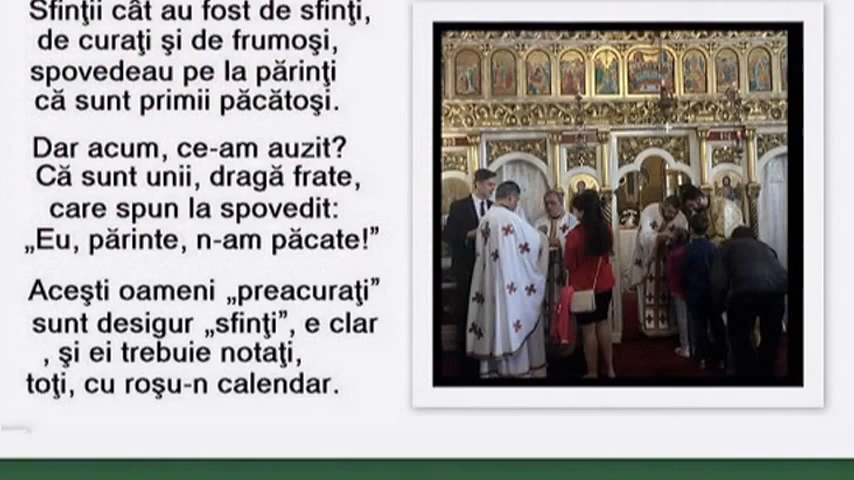 Sfinţii cât au fost de sfinţi,
de curaţi şi de frumoşi,
spovedeau pe la părinţi
că sunt primii păcătoşi.
Dar acum, ce-am auzit?
Că sunt unii, dragă frate,
care spun la spovedit:
„Eu, părinte, n-am păcate!”
Aceşti oameni „preacuraţi”
sunt desigur „sfinţi”, e clar
, şi ei trebuie notaţi,
toţi, cu roşu-n calendar.